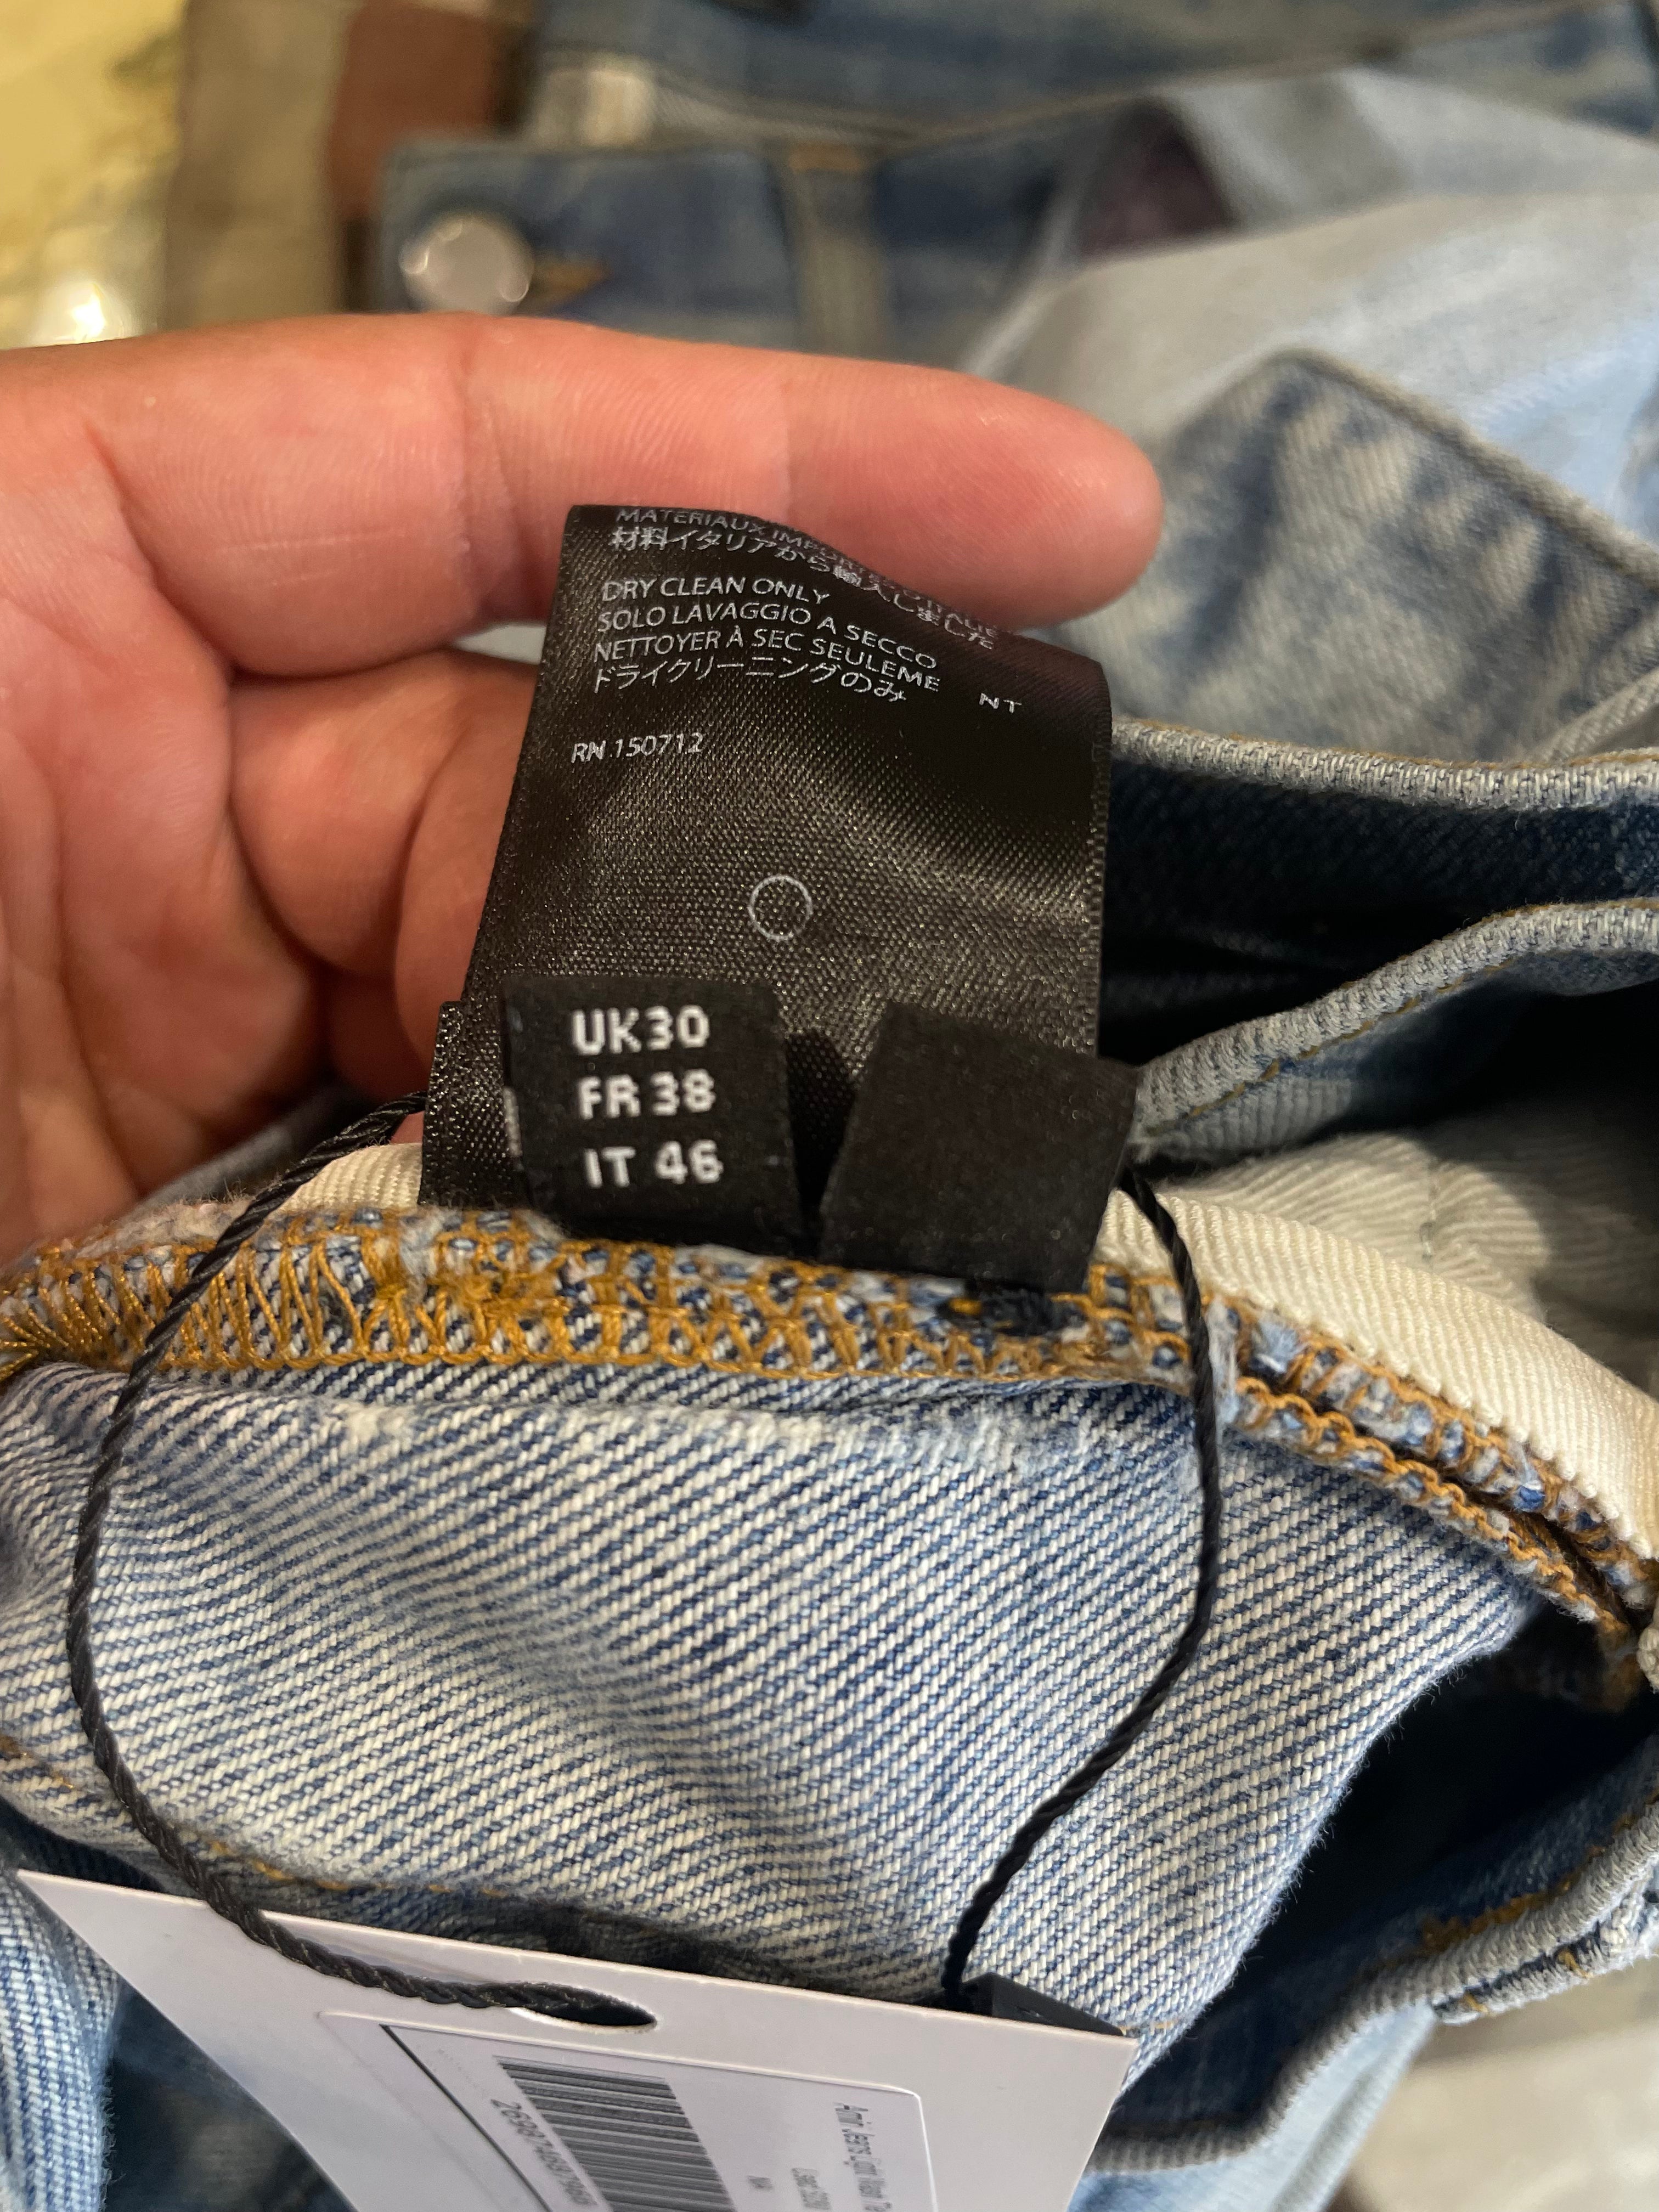 MATERIAUX
材料イタリアから輸入しました
DRY CLEAN ONLY
SOLO LAVAGGIO A SECCO
NETTOYER À SEC SEULEME NT
ドライクリーニングのみ
RN 150712
UK30
FR 38
IT 46